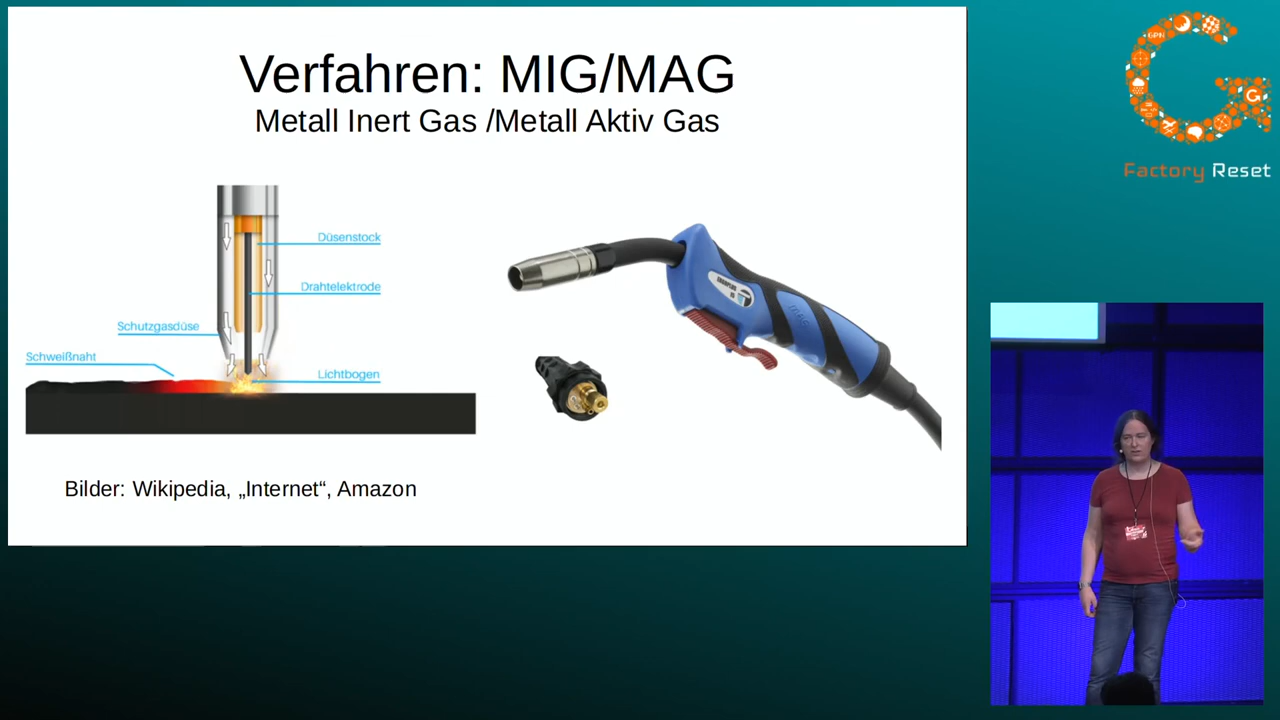 Verfahren: MIG/MAG
Metall Inert Gas /Metall Aktiv Gas
Düsenstock
Drahtelektrode
Schutzgasdüse
Schweißnaht
Lichtbogen
Bilder: Wikipedia, „Internet“, Amazon
GPN
G
Factory Reset